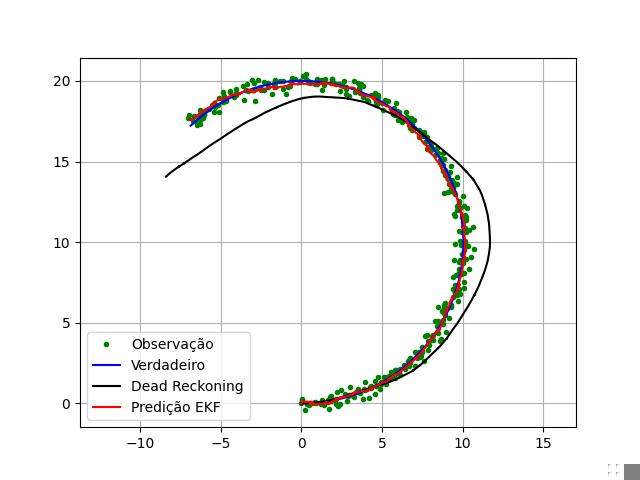 20
15
10
5
0
Observação
Verdadeiro
Dead Reckoning
Predição EKF
−10 −5 0 5 10 15